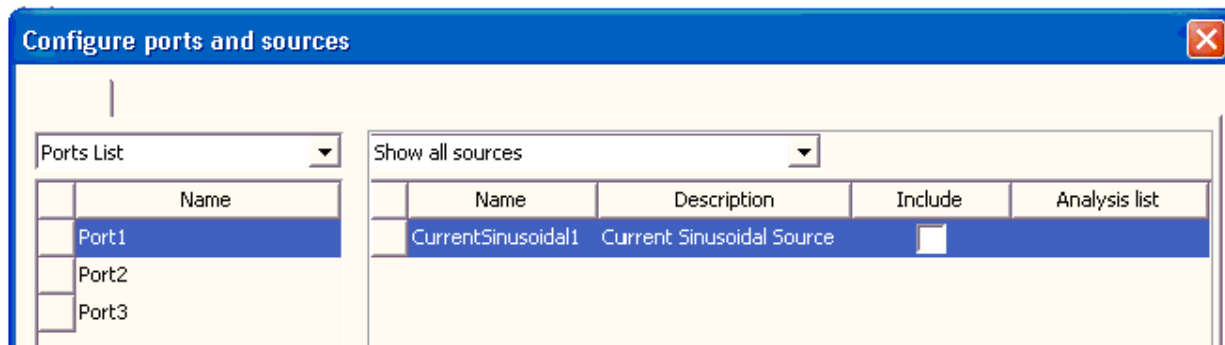 Configure ports and sources
Ports List
Show all sources
Name
Name Description Include Analysis list
Port1
CurrentSinusoidal1 Current Sinusoidal Source
Port2
Port3